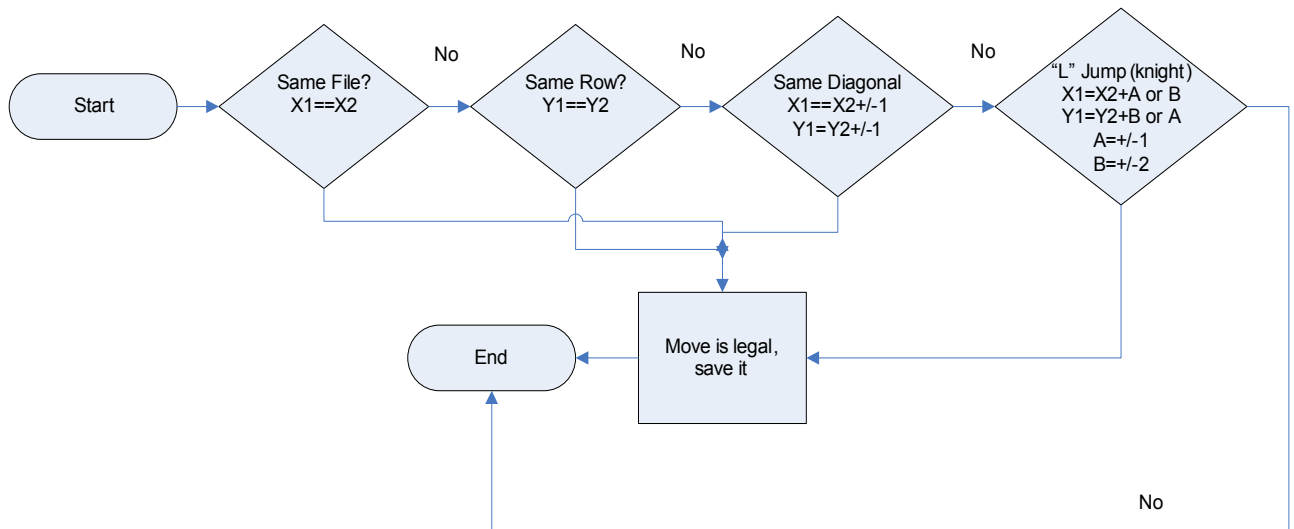 Start
Same File?
X1==X2
No
Same Row?
Y1==Y2
No
Same Diagonal
X1==X2+/-1
Y1=Y2+/-1
No
“L” Jump (knight)
X1=X2+A or B
Y1=Y2+B or A
A=+/-1
B=+/-2
Move is legal,
save it
End
No